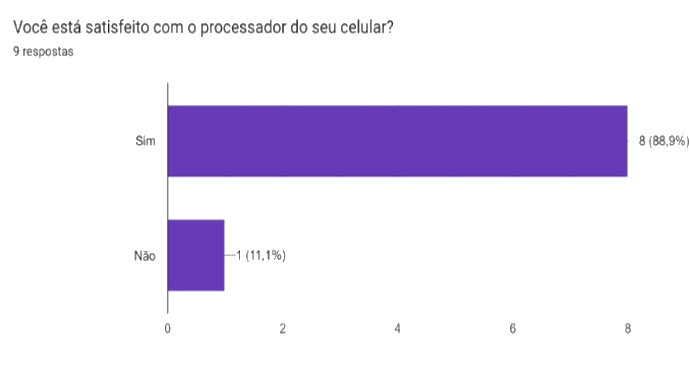 Você está satisfeito com o processador do seu celular?
9 respostas
Sim
8 (88,9%)
Não
1 (11,1%)
0 2 4 6 8